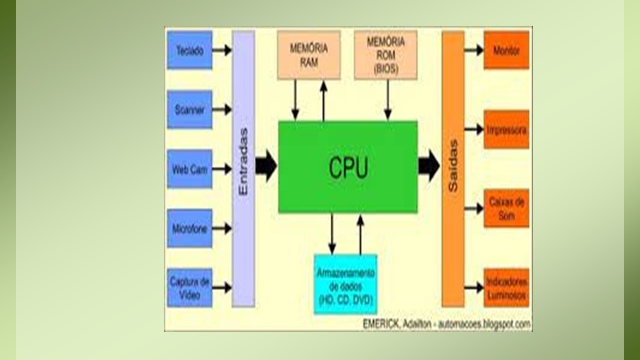 Teclado
Scanner
Web Cam
Microfone
Captura de
Vídeo
Entradas
MEMÓRIA
RAM
MEMÓRIA
ROM
(BIOS)
CPU
Armazenamento
de dados
(HD, CD, DVD)
Saídas
Monitor
Impressora
Caixas de
Som
Indicadores
Luminosos
EMERICK, Adailton - automacoes.blogspot.com